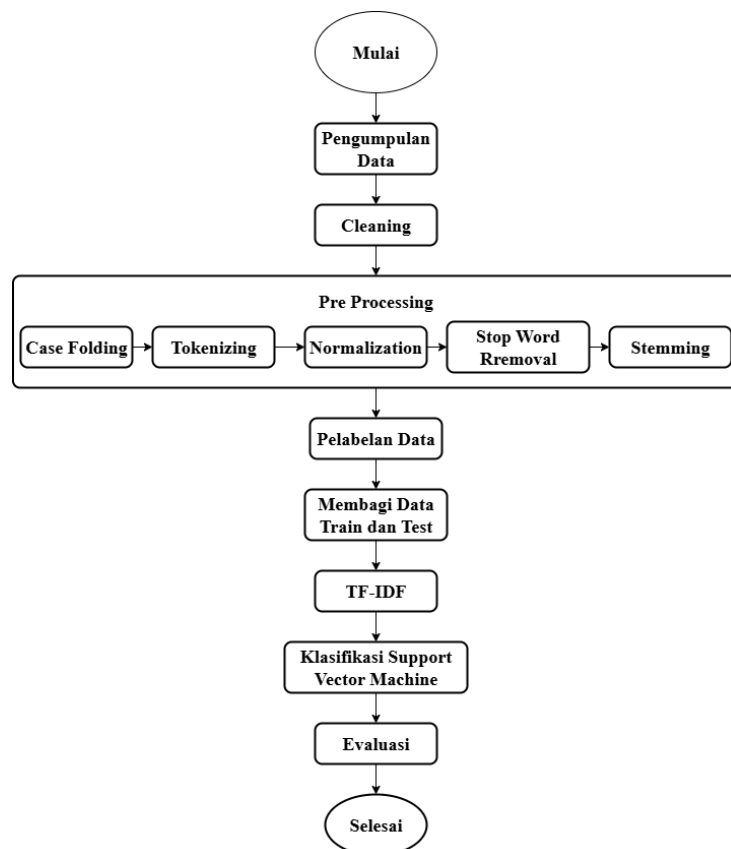 Mulai
Pengumpulan
Data
Cleaning
Pre Processing
Case Folding
Tokenizing
Normalization
Stop Word
Rremoval
Stemming
Pelabelan Data
Membagi Data
Train dan Test
TF-IDF
Klasifikasi Support
Vector Machine
Evaluasi
Selesai